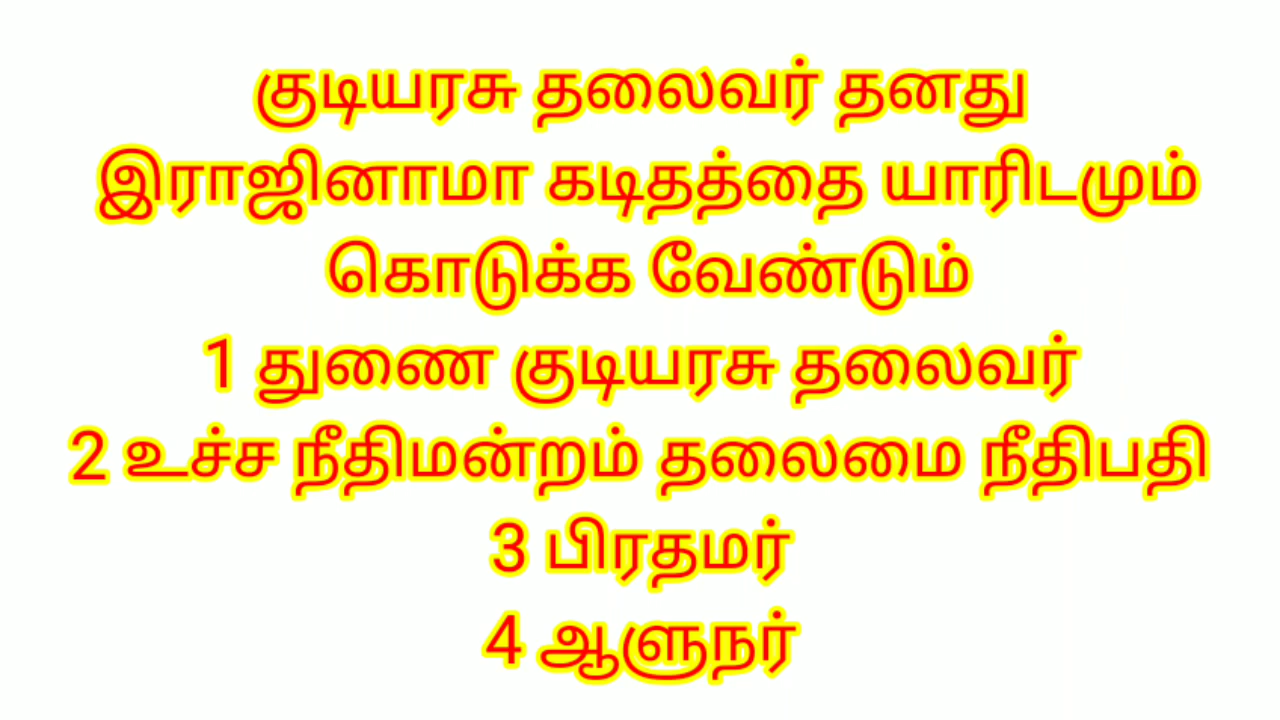 குடியரசு தலைவர் தனது
இராஜினாமா கடிதத்தை யாரிடமும்
கொடுக்க வேண்டும்
1 துணை குடியரசு தலைவர்
2 உச்ச நீதிமன்றம் தலைமை நீதிபதி
3 பிரதமர்
4 ஆளுநர்